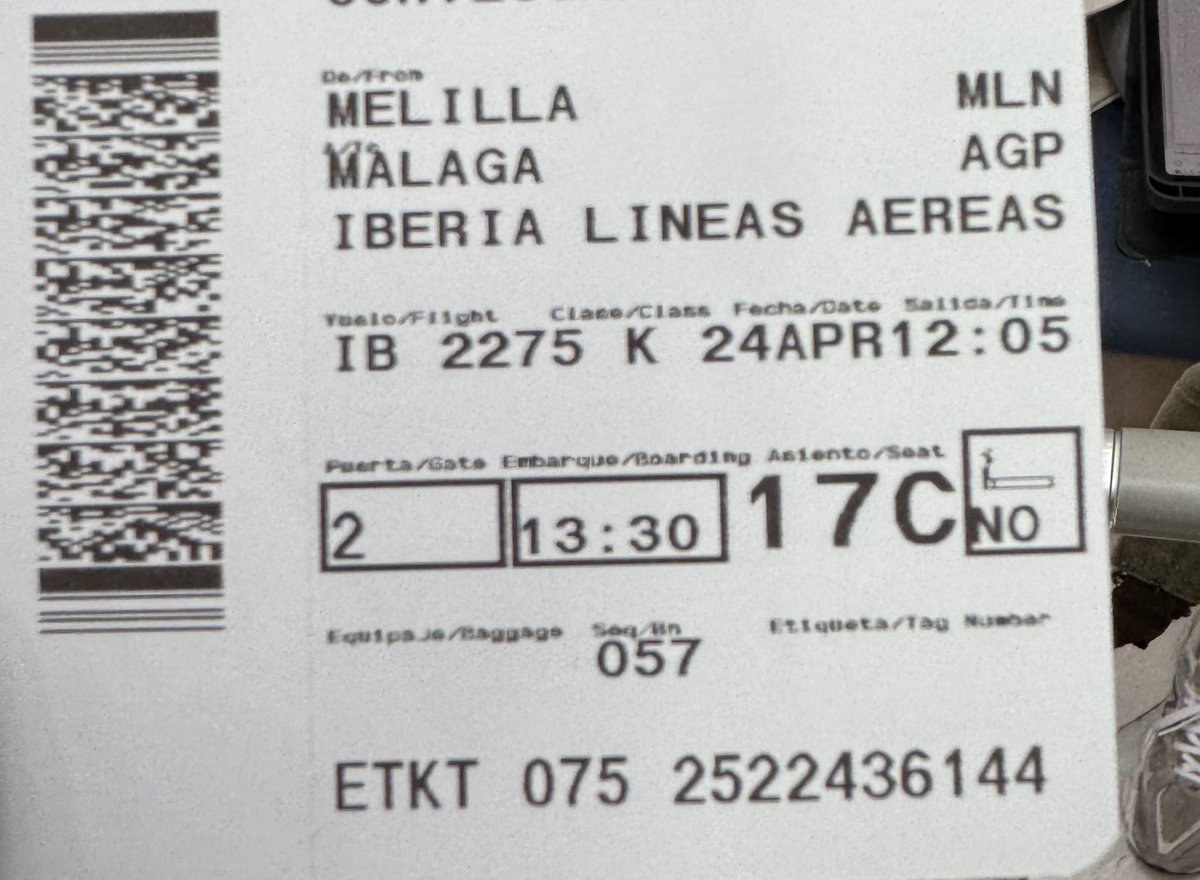 De/From
MELILLA MLN
MALAGA AGP
IBERIA LINEAS AEREAS
Vuelo/Flight Clase/Class Fecha/Date Salida/Time
IB 2275 K 24APR12:05
Puerta/Gate Embarque/Boarding Asiento/Seat
2 13:30 17C NO
Equipaje/Baggage Seq/Bn Etiqueta/Tag Number
057
ETKT 075 2522436144